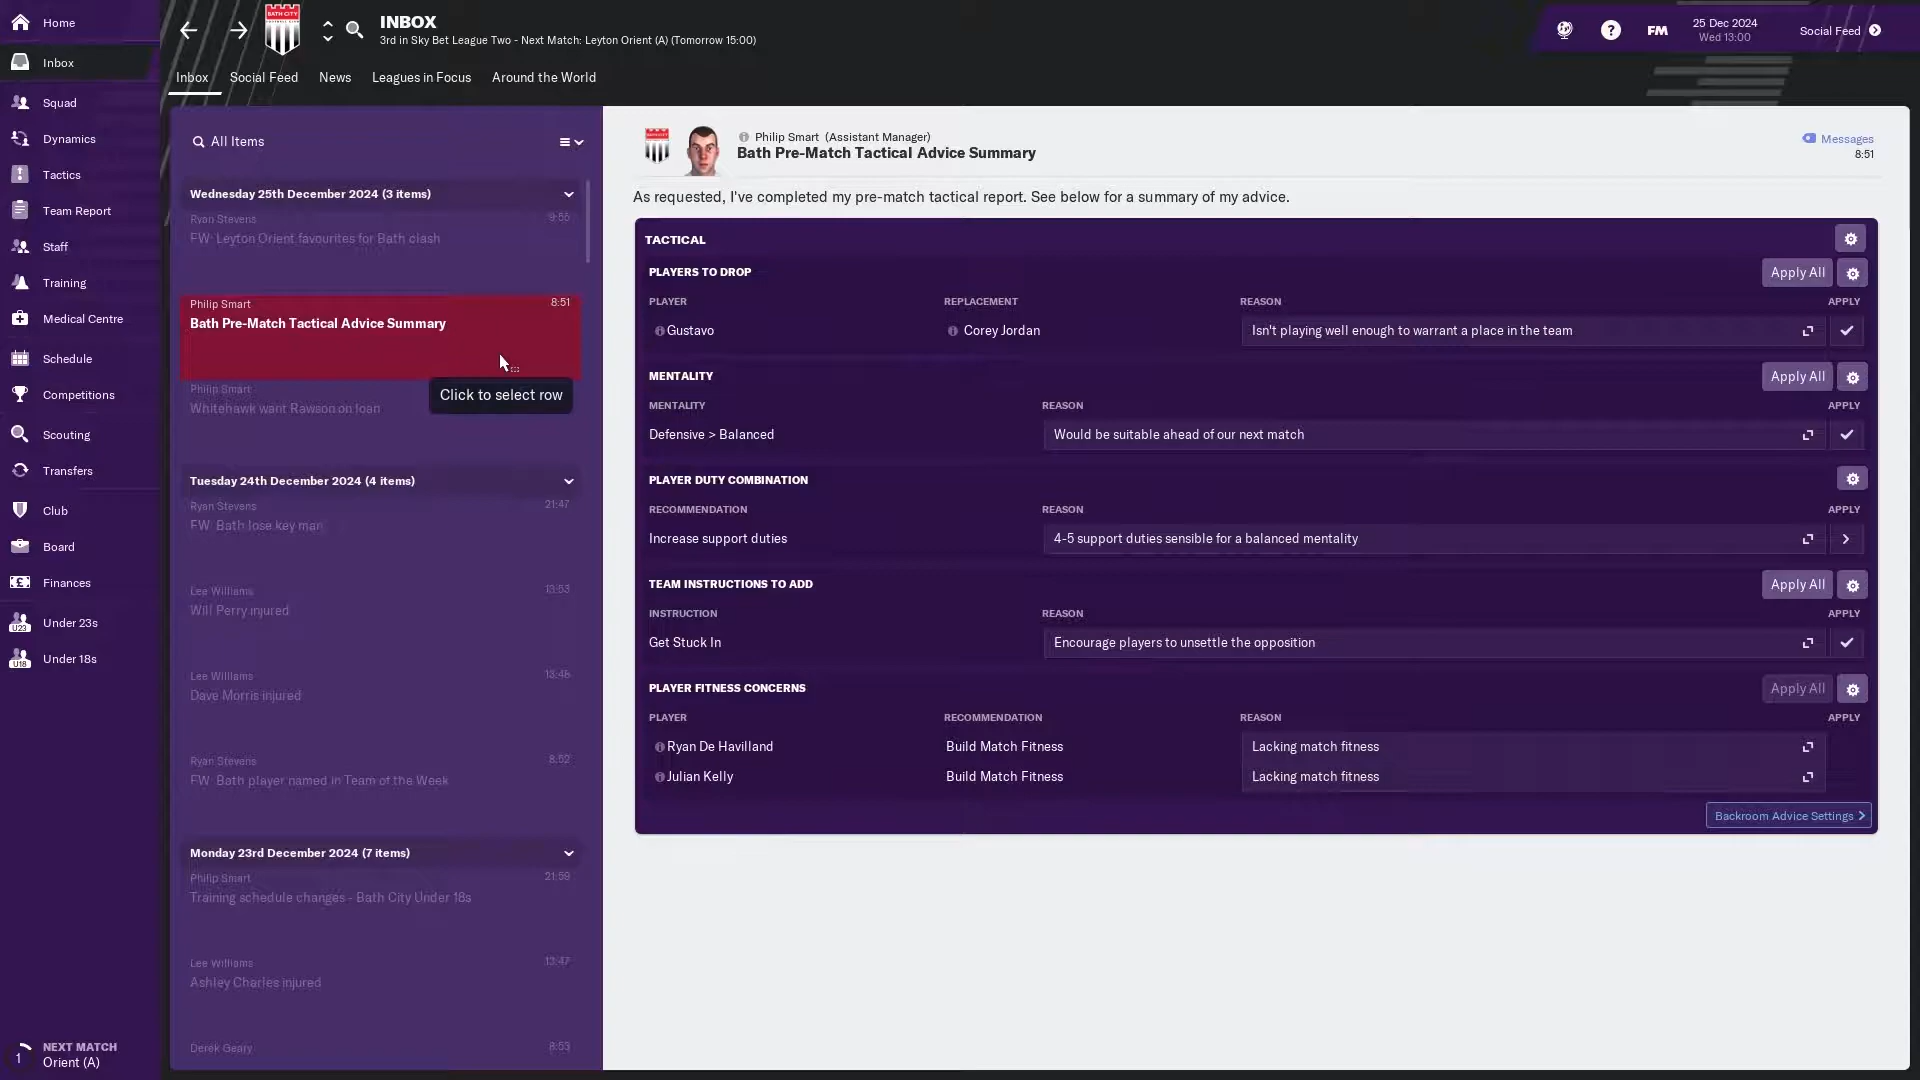 Home
Inbox
Squad
Dynamics
Tactics
Team Report
Staff
Training
Medical Centre
Schedule
Competitions
Scouting
Transfers
Club
Board
Finances
U23
Under 23s
U18
Under 18s
1
NEXT MATCH
Orient (A)
BATH CITY
INBOX
3rd in Sky Bet League Two - Next Match: Leyton Orient (A) (Tomorrow 15:00)
FM
25 Dec 2024
Wed 13:00
Social Feed
Inbox
Social Feed
News
Leagues in Focus
Around the World
All Items
Wednesday 25th December 2024 (3 items)
Ryan Stevens 9:55
FW: Leyton Orient favourites for Bath clash
Philip Smart 8:51
Bath Pre-Match Tactical Advice Summary
Click to select row
Philip Smart
Whitehawk want Rawson on loan
Tuesday 24th December 2024 (4 items)
Ryan Stevens 21:47
FW: Bath lose key man
Lee Williams 13:53
Will Perry injured
Lee Williams 13:46
Dave Morris injured
Ryan Stevens 8:52
FW: Bath player named in Team of the Week
Monday 23rd December 2024 (7 items)
Philip Smart 21:59
Training schedule changes - Bath City Under 18s
Lee Williams 13:47
Ashley Charles injured
Derek Geary 8:53
Philip Smart (Assistant Manager)
Bath Pre-Match Tactical Advice Summary
Messages
8:51
As requested, I've completed my pre-match tactical report. See below for a summary of my advice.
TACTICAL
PLAYERS TO DROP Apply All
PLAYER REPLACEMENT REASON APPLY
Gustavo Corey Jordan Isn't playing well enough to warrant a place in the team
MENTALITY Apply All
MENTALITY REASON APPLY
Defensive > Balanced Would be suitable ahead of our next match
PLAYER DUTY COMBINATION
RECOMMENDATION REASON APPLY
Increase support duties 4-5 support duties sensible for a balanced mentality
TEAM INSTRUCTIONS TO ADD Apply All
INSTRUCTION REASON APPLY
Get Stuck In Encourage players to unsettle the opposition
PLAYER FITNESS CONCERNS Apply All
PLAYER RECOMMENDATION REASON APPLY
Ryan De Havilland Build Match Fitness Lacking match fitness
Julian Kelly Build Match Fitness Lacking match fitness
Backroom Advice Settings